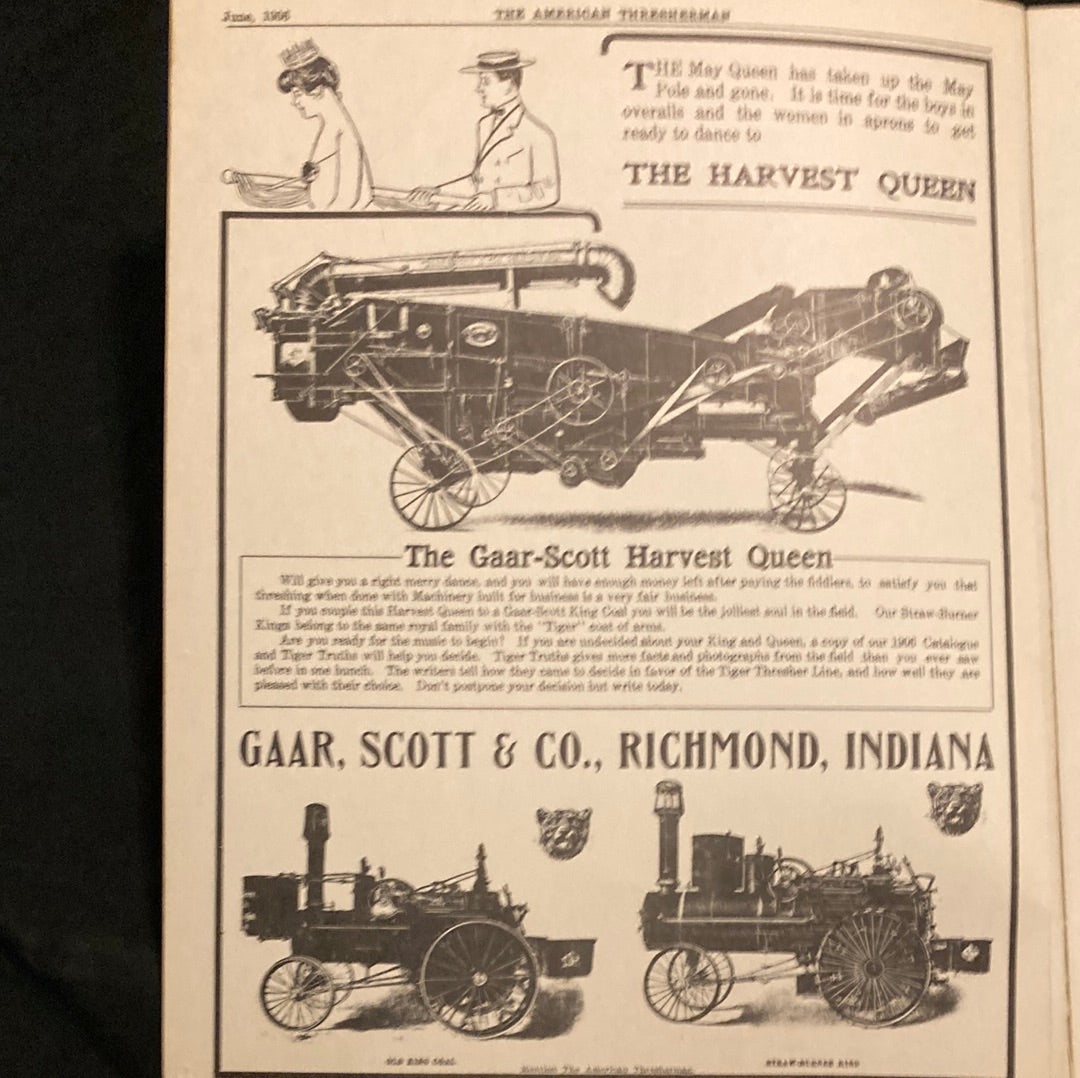 June, 1906
THE AMERICAN THRESHERMAN
THE May Queen has taken up the May
Pole and gone. It is time for the boys in
overalls and the women in aprons to get
ready to dance to
THE HARVEST QUEEN
The Gaar-Scott Harvest Queen
Will give you a right merry dance, and you will have enough money left after paying the fiddlers, to satisfy you that
threshing when done with Machinery built for business is a very fair business.
If you couple this Harvest Queen to a Gaar-Scott King Coal you will be the jolliest soul in the field. Our Straw-Burner
Kings belong to the same royal family with the "Tiger" coat of arms.
Are you ready for the music to begin? If you are undecided about your King and Queen, a copy of our 1906 Catalogue
and Tiger Truths will help you decide. Tiger Truths gives more facts and photographs from the field than you ever saw
before in one bunch. The writers tell how they came to decide in favor of the Tiger Thresher Line, and how well they are
pleased with their choice. Don't postpone your decision but write today.
GAAR, SCOTT & CO., RICHMOND, INDIANA
OLD KING COAL
STRAW-BURNER KING
Mention The American Thresherman.